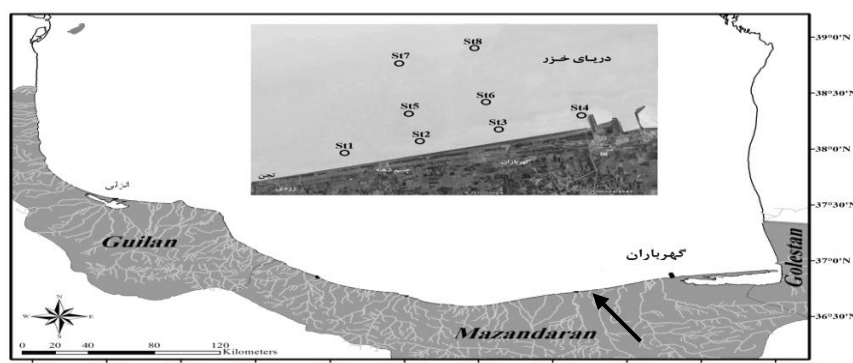 39°0'N
38°30'N
38°0'N
37°30'N
37°0'N
36°30'N
St8
St7
دریای خزر
St6
St5
St4
St3
St2
St1
گهرباران
انزلی
Guilan
گهرباران
Golestan
Mazandaran
N
W
E
S
0 20 40 60 80 120
Kilometers